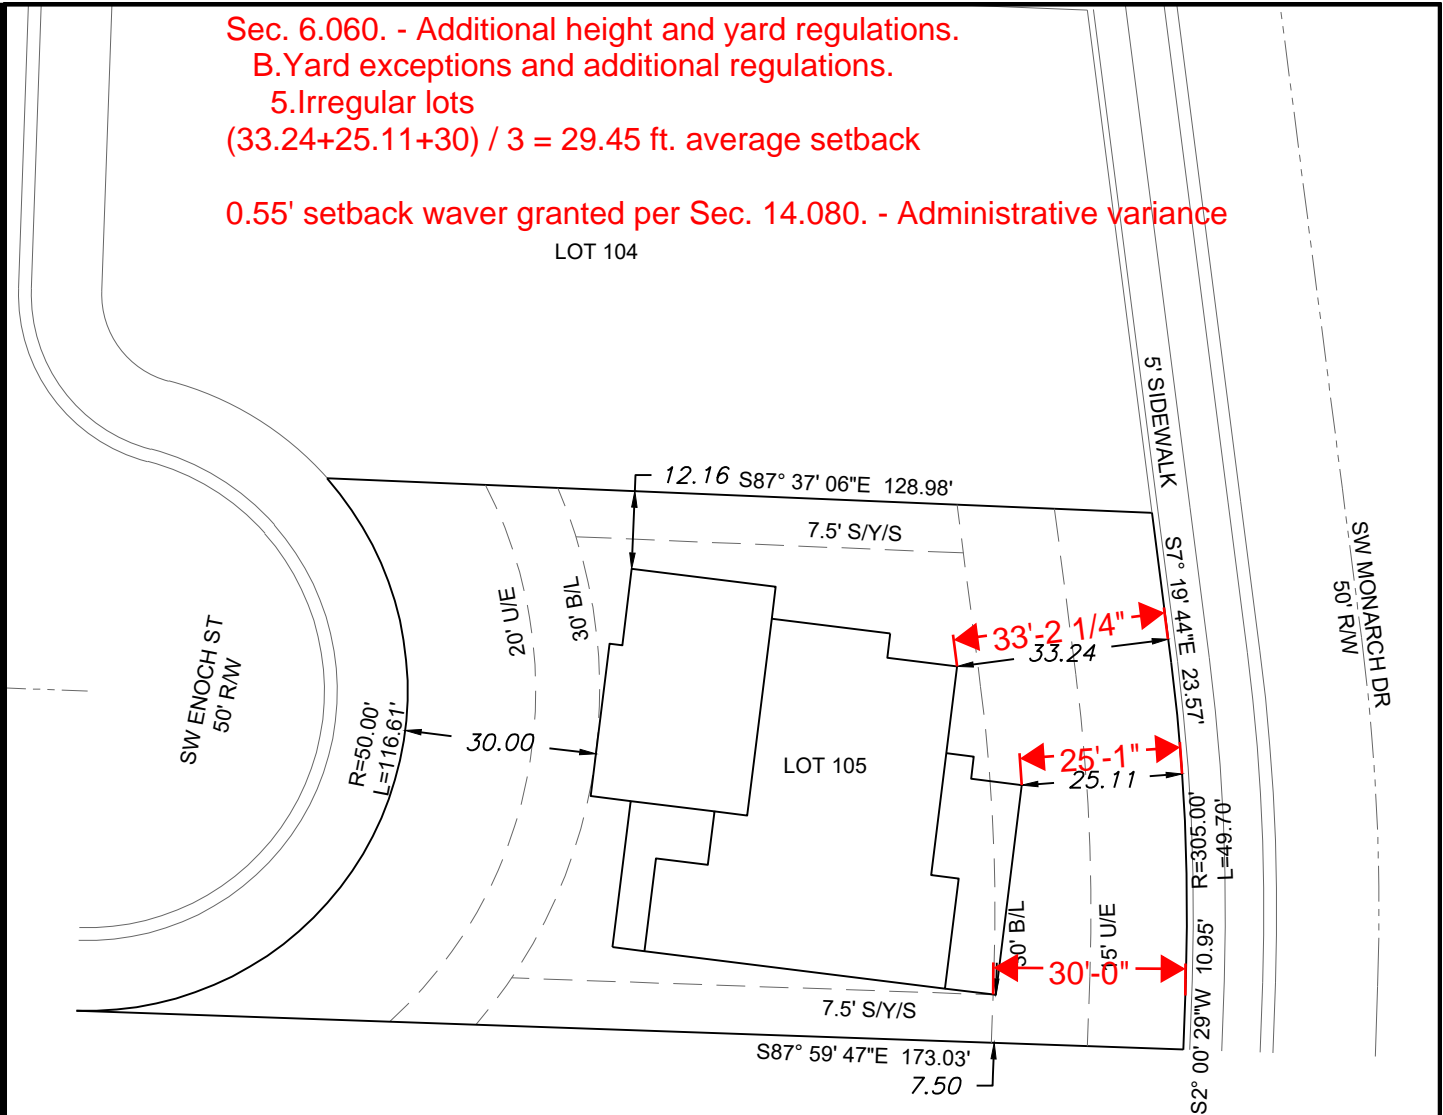 Sec. 6.060. - Additional height and yard regulations.
B.Yard exceptions and additional regulations.
5.Irregular lots
(33.24+25.11+30) / 3 = 29.45 ft. average setback
0.55' setback waver granted per Sec. 14.080. - Administrative variance
LOT 104
5' SIDEWALK
12.16
S87° 37' 06"E 128.98'
7.5' S/Y/S
S7° 19' 44"E 23.57'
SW MONARCH DR
50' R/W
20' U/E
30' B/L
33'-2 1/4"
33.24
SW ENOCH ST
50' R/W
R=50.00'
L=116.61'
30.00
LOT 105
25'-1"
25.11
R=305.00'
L=49.70'
30' B/L
15' U/E
30'-0"
S2° 00' 29"W 10.95'
7.5' S/Y/S
S87° 59' 47"E 173.03'
7.50